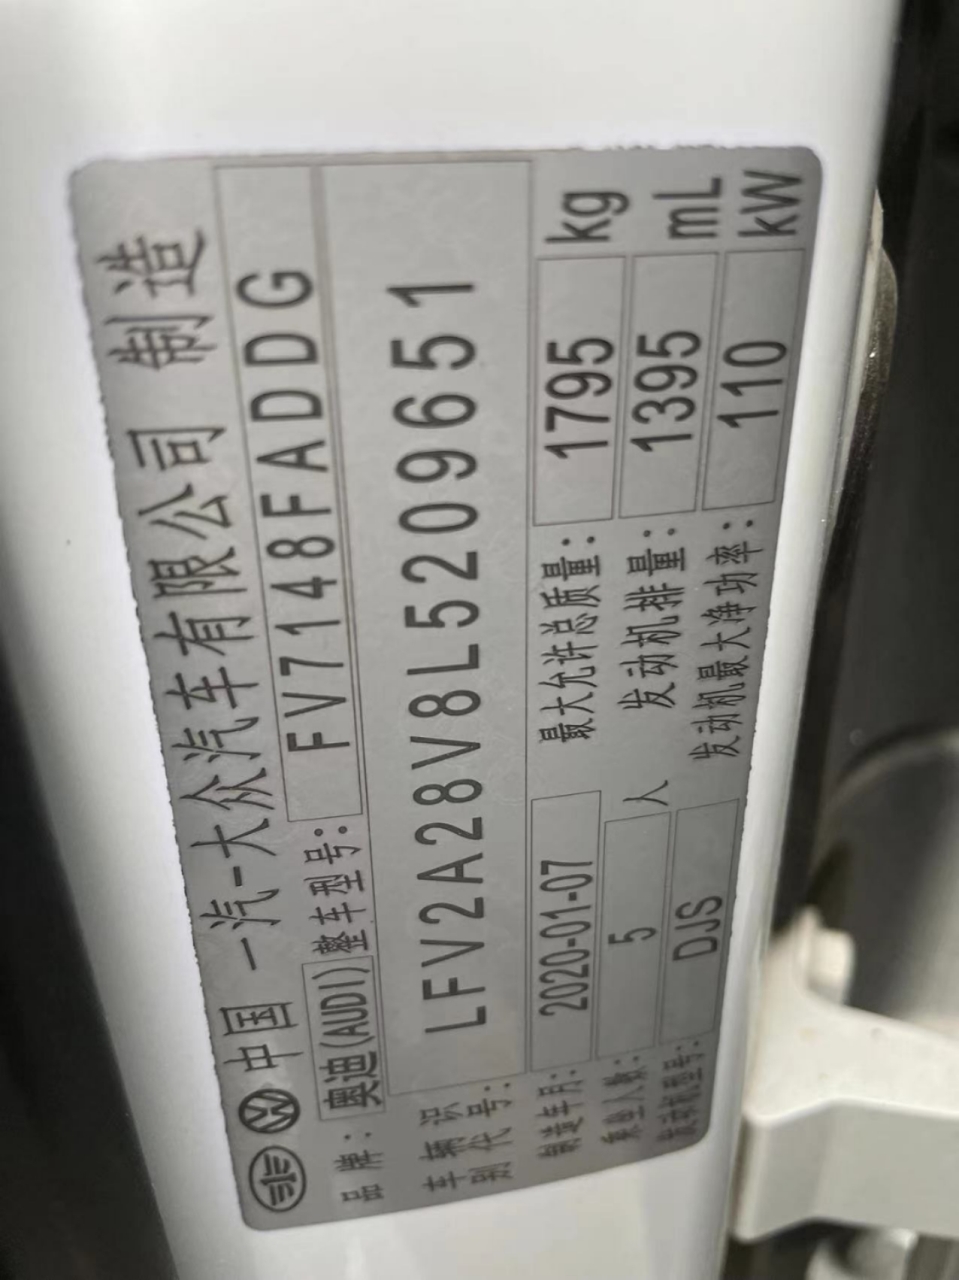 中国 一汽-大众汽车有限公司 制造
品牌: 奥迪(AUDI) 整车型号: FV7148FADDG
车辆识别代号: LFV2A28V8L5209651
制造年月: 2020-01-07 最大允许总质量: 1795 kg
乘坐人数: 5 人 发动机排量: 1395 mL
发动机型号: DJS 发动机最大净功率: 110 kW